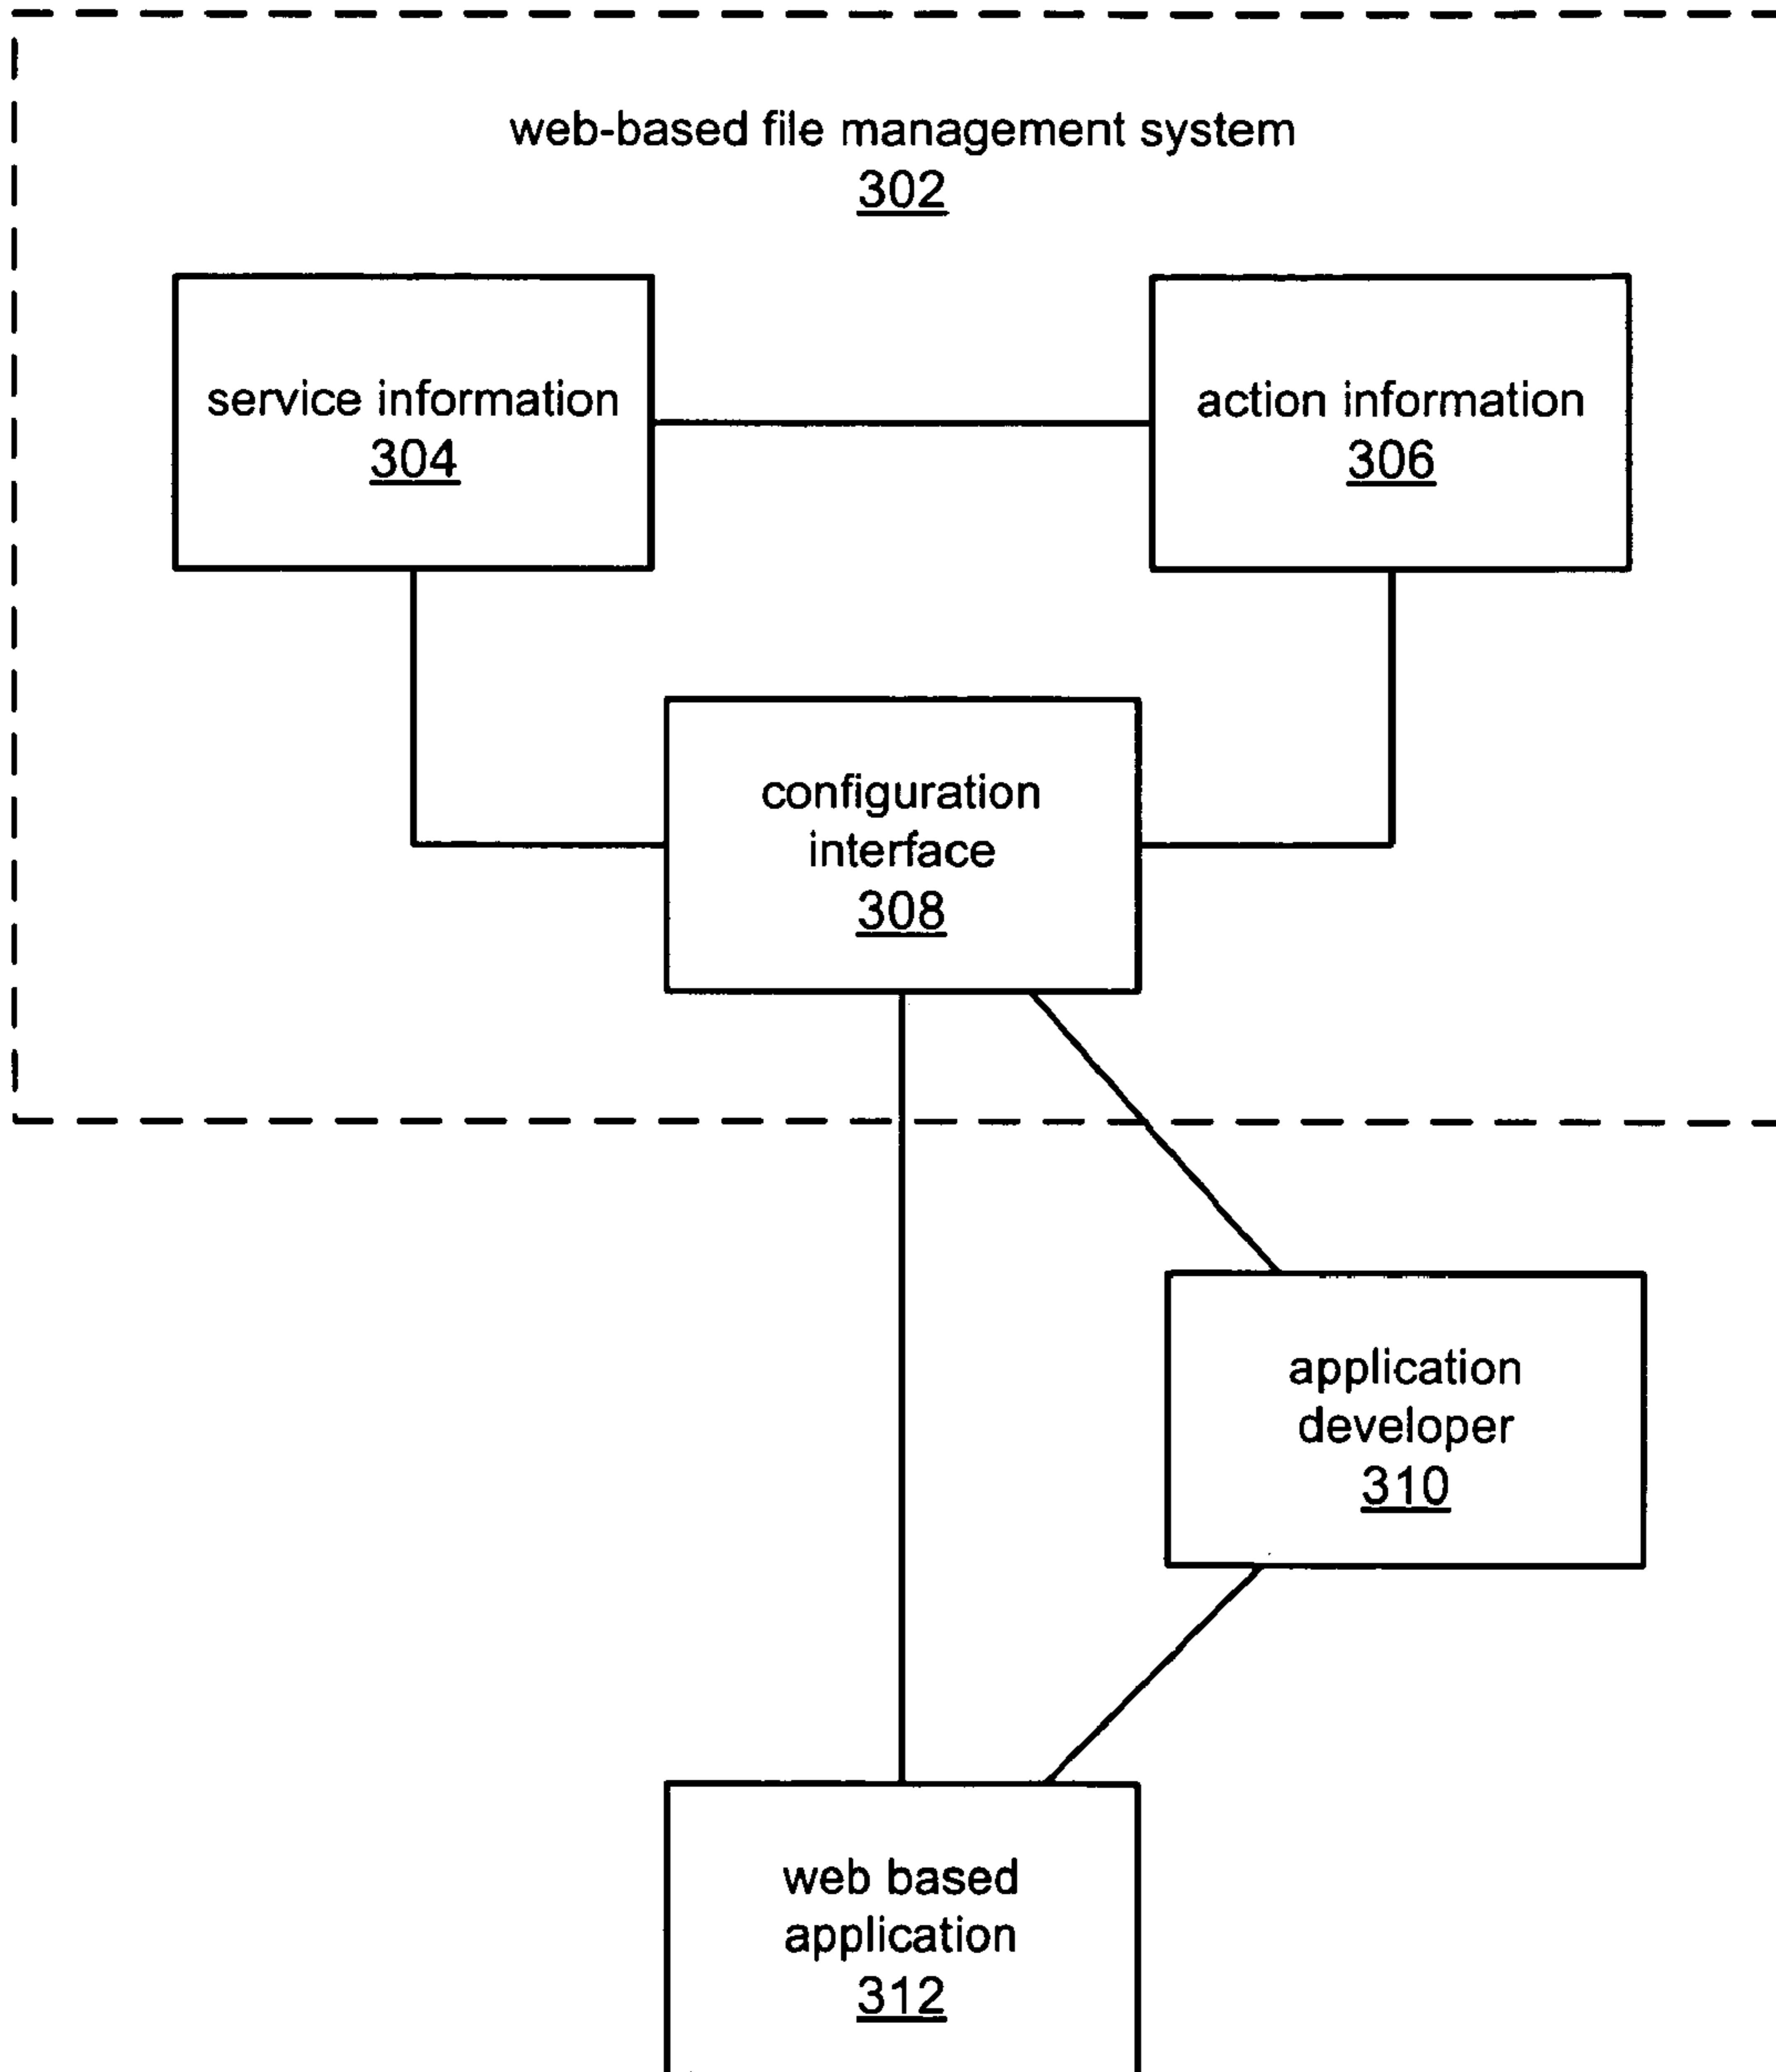 web-based file management system
302
service information
304
action information
306
configuration
interface
308
application
developer
310
web based
application
312